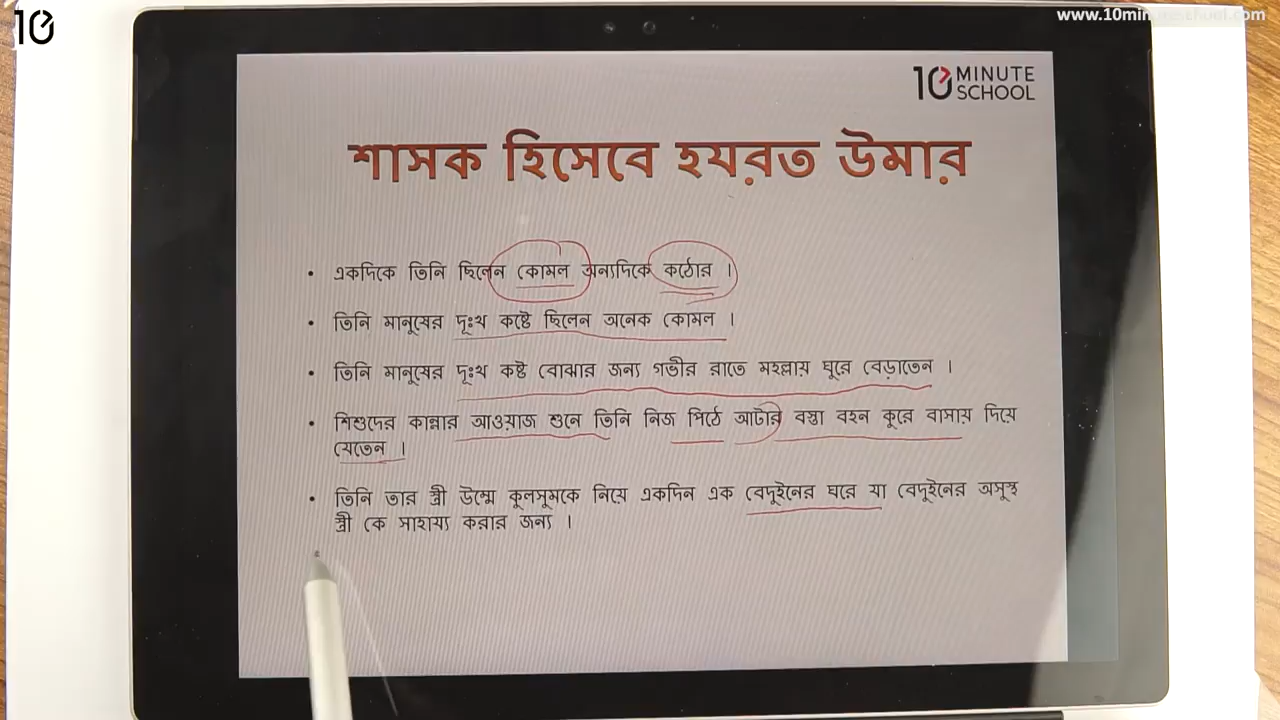 10
www.10minuteschool.com
10 MINUTE
SCHOOL
শাসক হিসেবে হযরত উমার
• একদিকে তিনি ছিলেন কোমল অন্যদিকে কঠোর ।
• তিনি মানুষের দূঃখ কষ্টে ছিলেন অনেক কোমল ।
• তিনি মানুষের দূঃখ কষ্ট বোঝার জন্য গভীর রাতে মহল্লায় ঘুরে বেড়াতেন ।
• শিশুদের কান্নার আওয়াজ শুনে তিনি নিজ পিঠে আটার বস্তা বহন কুরে বাসায় দিয়ে
যেতেন ।
• তিনি তার স্ত্রী উম্মে কুলসুমকে নিয়ে একদিন এক বেদুইনের ঘরে যা বেদুইনের অসুস্থ
স্ত্রী কে সাহায্য করার জন্য ।